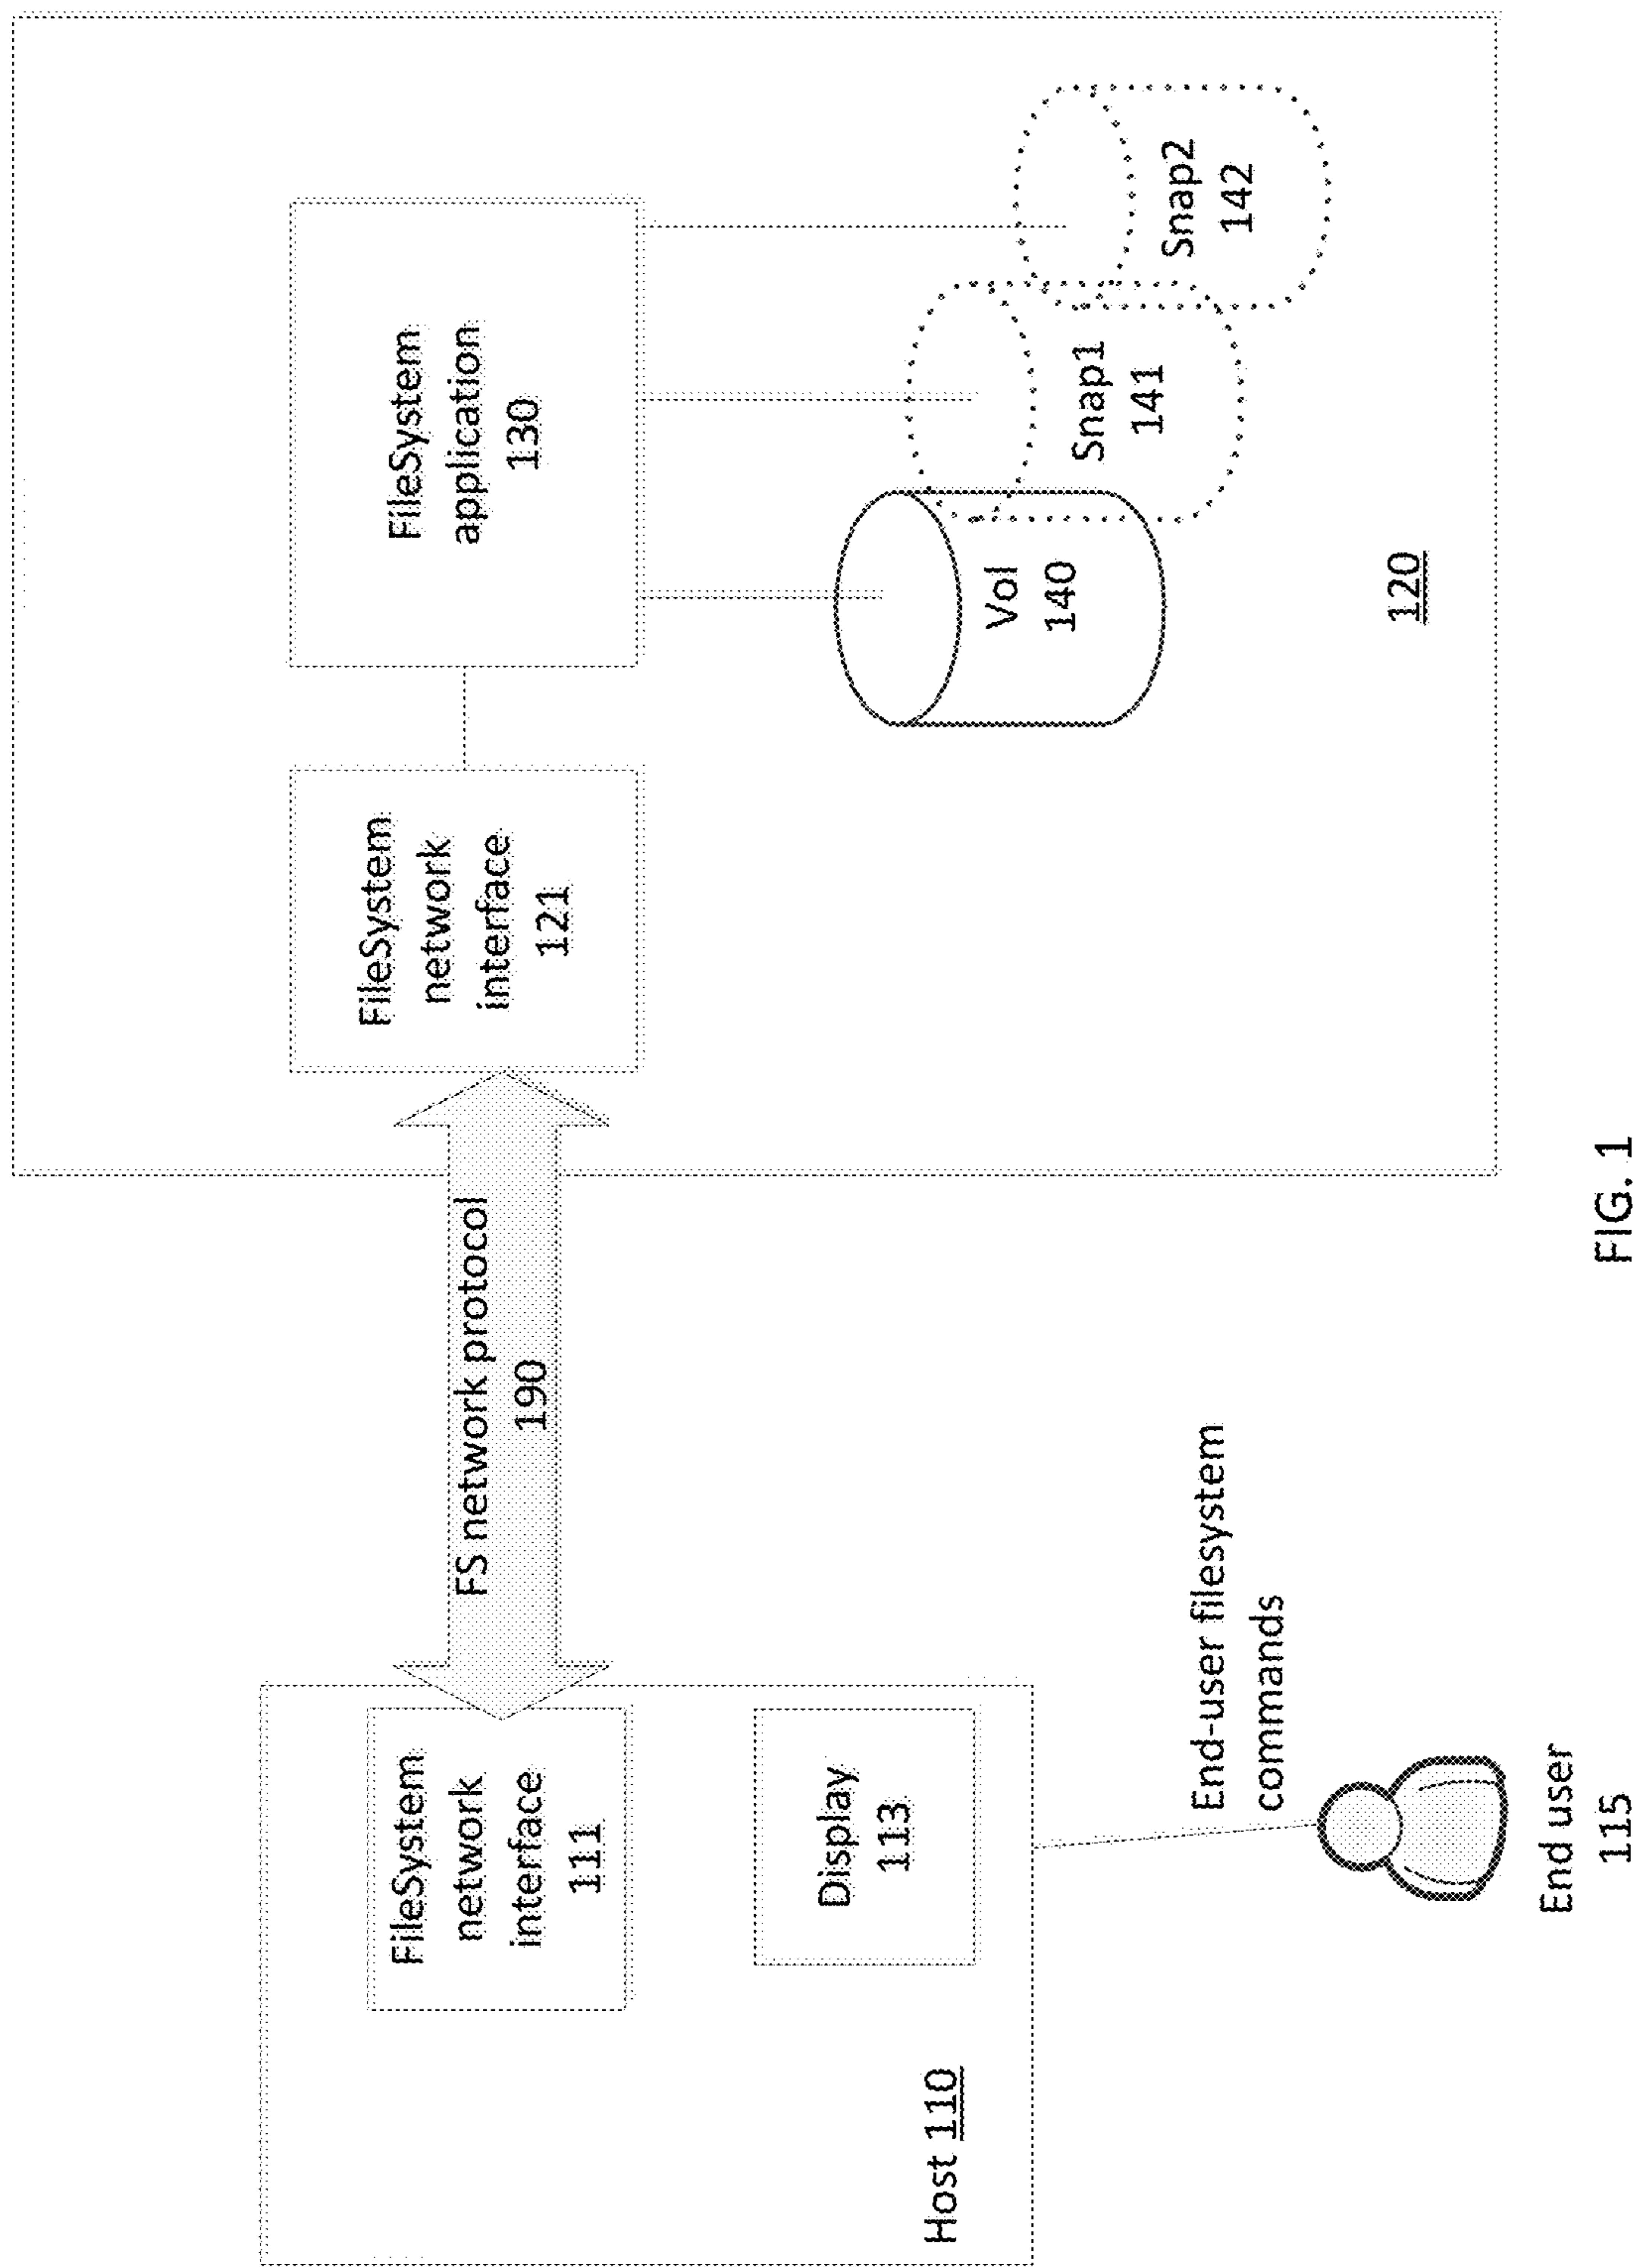 FileSystem
network
interface
111
Display
113
Host 110
FS network protocol
190
End-user filesystem
commands
End user
115
FileSystem
network
interface
121
FileSystem
application
130
Vol
140
Snap1
141
Snap2
142
120
FIG. 1